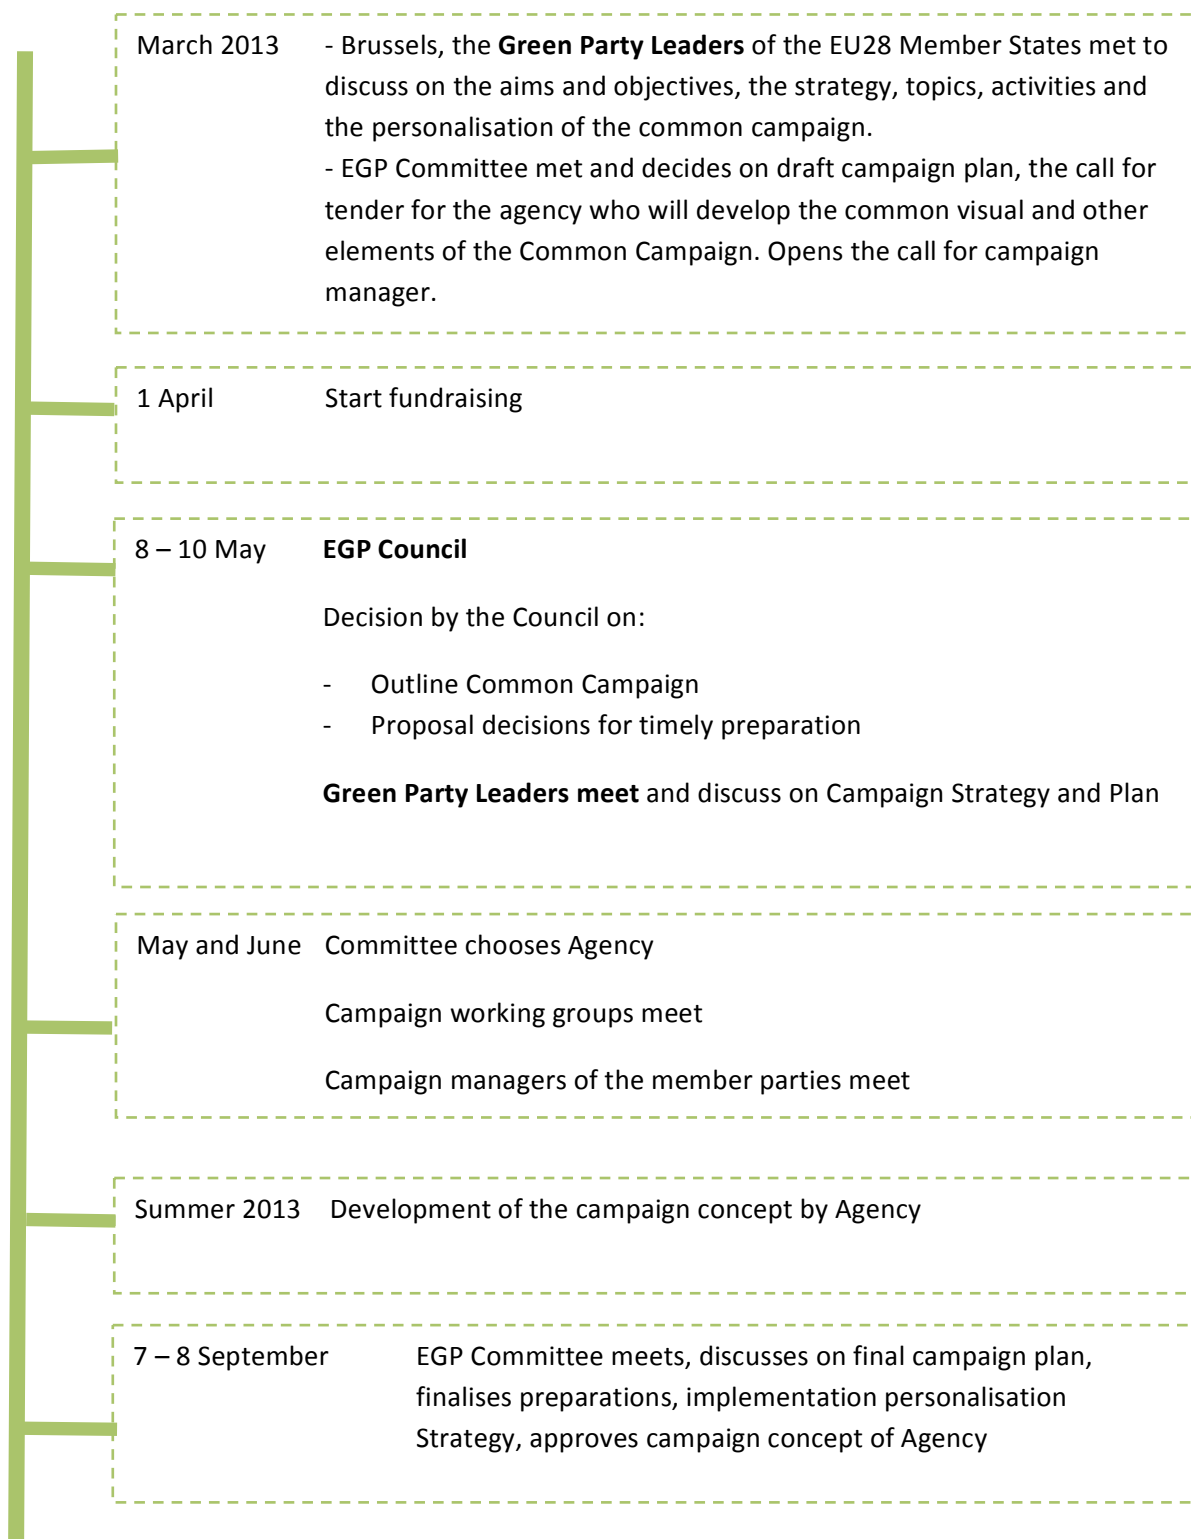 March 2013 - Brussels, the Green Party Leaders of the EU28 Member States met to
discuss on the aims and objectives, the strategy, topics, activities and
the personalisation of the common campaign.
- EGP Committee met and decides on draft campaign plan, the call for
tender for the agency who will develop the common visual and other
elements of the Common Campaign. Opens the call for campaign
manager.
1 April Start fundraising
8 – 10 May EGP Council
Decision by the Council on:
- Outline Common Campaign
- Proposal decisions for timely preparation
Green Party Leaders meet and discuss on Campaign Strategy and Plan
May and June Committee chooses Agency
Campaign working groups meet
Campaign managers of the member parties meet
Summer 2013 Development of the campaign concept by Agency
7 – 8 September EGP Committee meets, discusses on final campaign plan,
finalises preparations, implementation personalisation
Strategy, approves campaign concept of Agency